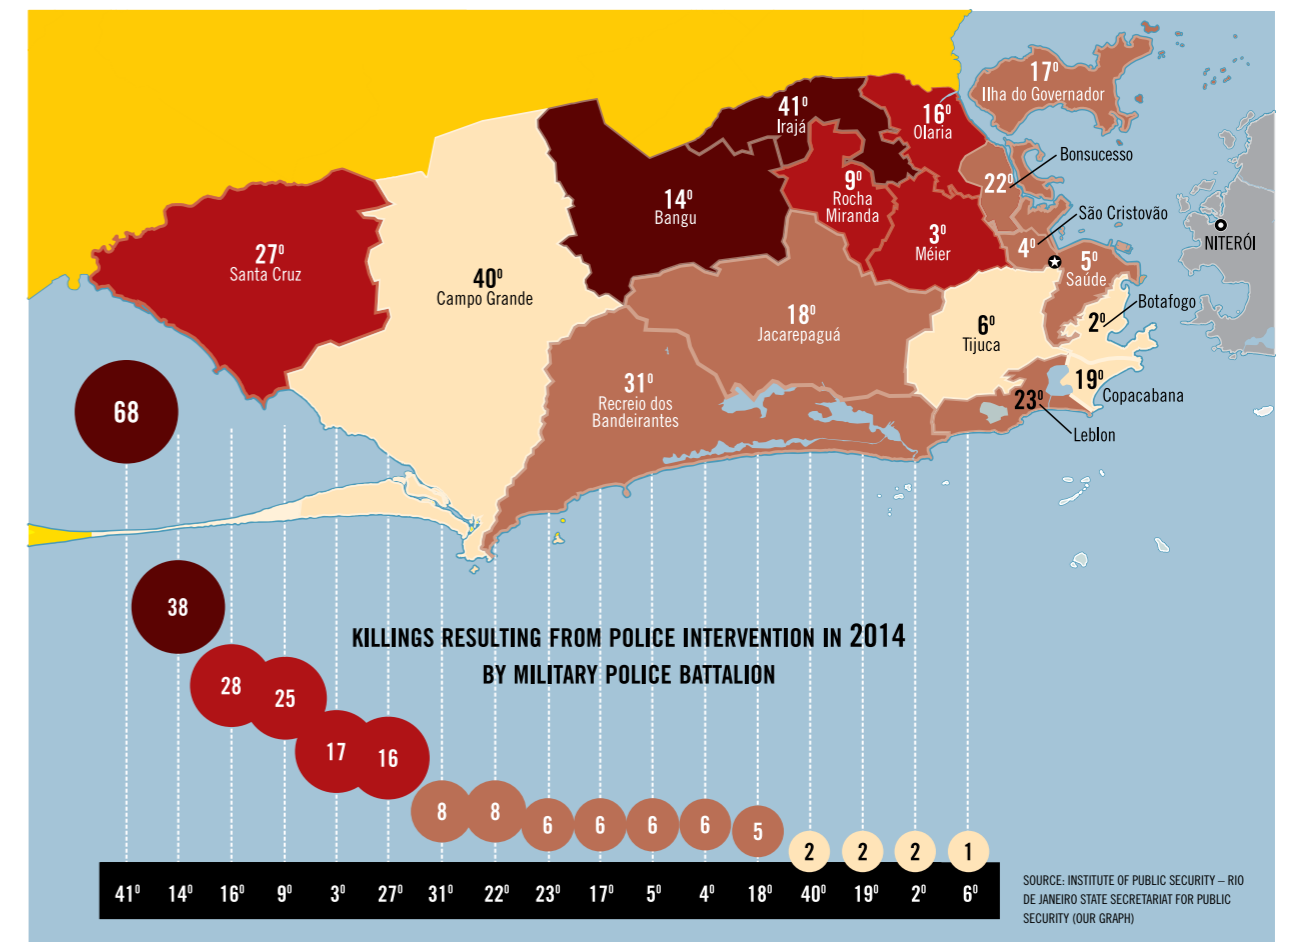 17º
Ilha do Governador
41º
Irajá
16º
Olaria
Bonsucesso
9º
Rocha
Miranda
22º
14º
Bangu
São Cristovão
3º
Méier
4º
NITERÓI
27º
Santa Cruz
5º
Saúde
40º
Campo Grande
Botafogo
18º
Jacarepaguá
6º
Tijuca
2º
31º
Recreio dos
Bandeirantes
19º
Copacabana
23º
Leblon
68
38
KILLINGS RESULTING FROM POLICE INTERVENTION IN 2014
BY MILITARY POLICE BATTALION
28
25
17
16
8
8
6
6
6
6
5
2
2
2
1
41º 14º 16º 9º 3º 27º 31º 22º 23º 17º 5º 4º 18º 40º 19º 2º 6º
SOURCE: INSTITUTE OF PUBLIC SECURITY – RIO
DE JANEIRO STATE SECRETARIAT FOR PUBLIC
SECURITY (OUR GRAPH)